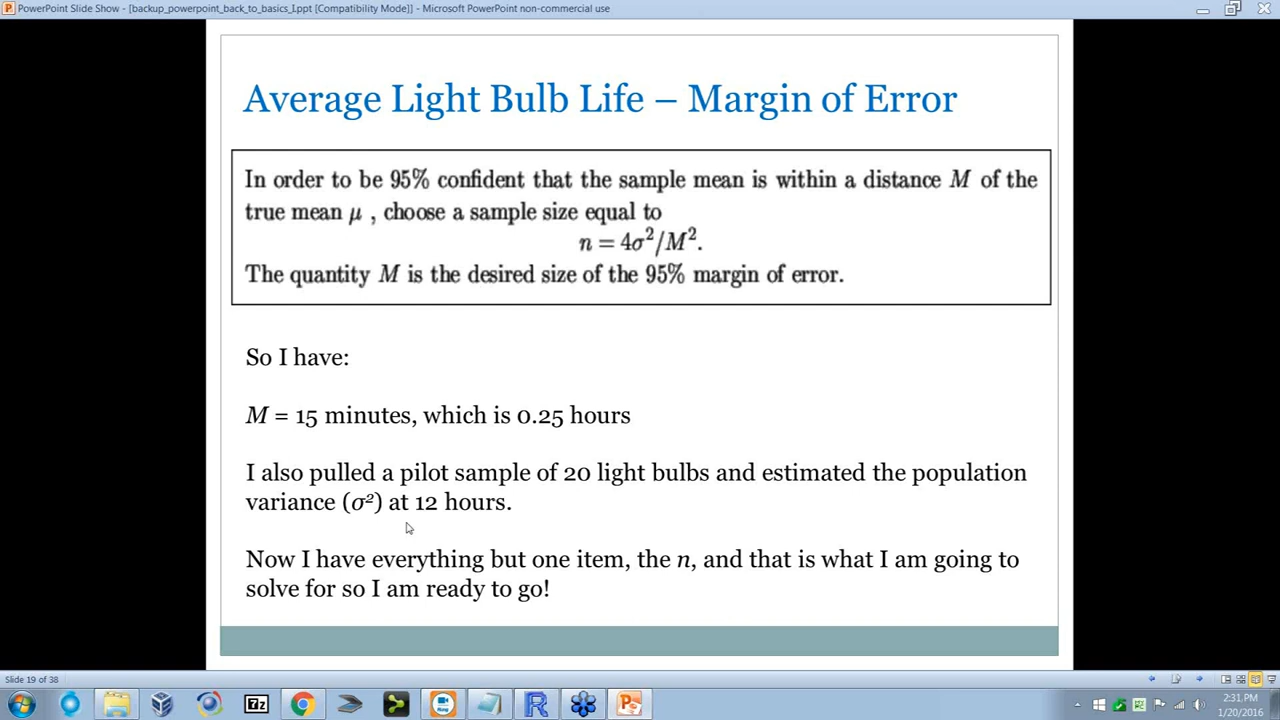 PowerPoint Slide Show - [backup_powerpoint_back_to_basics_I.ppt [Compatibility Mode]] - Microsoft PowerPoint non-commercial use
Average Light Bulb Life – Margin of Error
In order to be 95% confident that the sample mean is within a distance M of the
true mean μ , choose a sample size equal to
n = 4σ²/M².
The quantity M is the desired size of the 95% margin of error.
So I have:
M = 15 minutes, which is 0.25 hours
I also pulled a pilot sample of 20 light bulbs and estimated the population
variance (σ²) at 12 hours.
Now I have everything but one item, the n, and that is what I am going to
solve for so I am ready to go!
Slide 19 of 38
7z
R
2:31 PM
1/20/2016